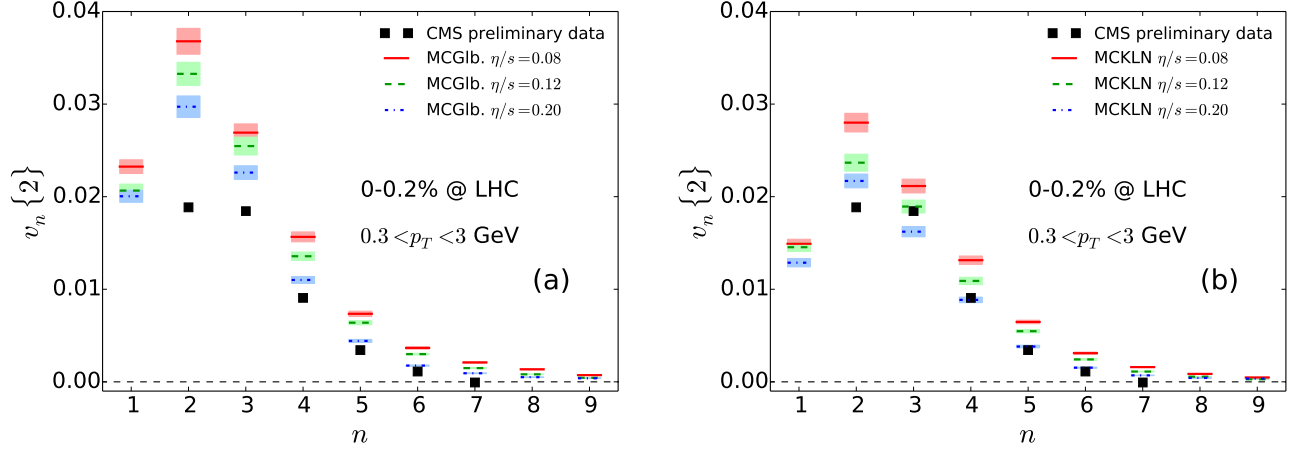 0.04
0.03
0.02
0.01
0.00
v_n{2}
CMS preliminary data
MCGlb. η/s=0.08
MCGlb. η/s=0.12
MCGlb. η/s=0.20
0-0.2% @ LHC
0.3<p_T<3 GeV
(a)
1 2 3 4 5 6 7 8 9
n
0.04
0.03
0.02
0.01
0.00
v_n{2}
CMS preliminary data
MCKLN η/s=0.08
MCKLN η/s=0.12
MCKLN η/s=0.20
0-0.2% @ LHC
0.3<p_T<3 GeV
(b)
1 2 3 4 5 6 7 8 9
n